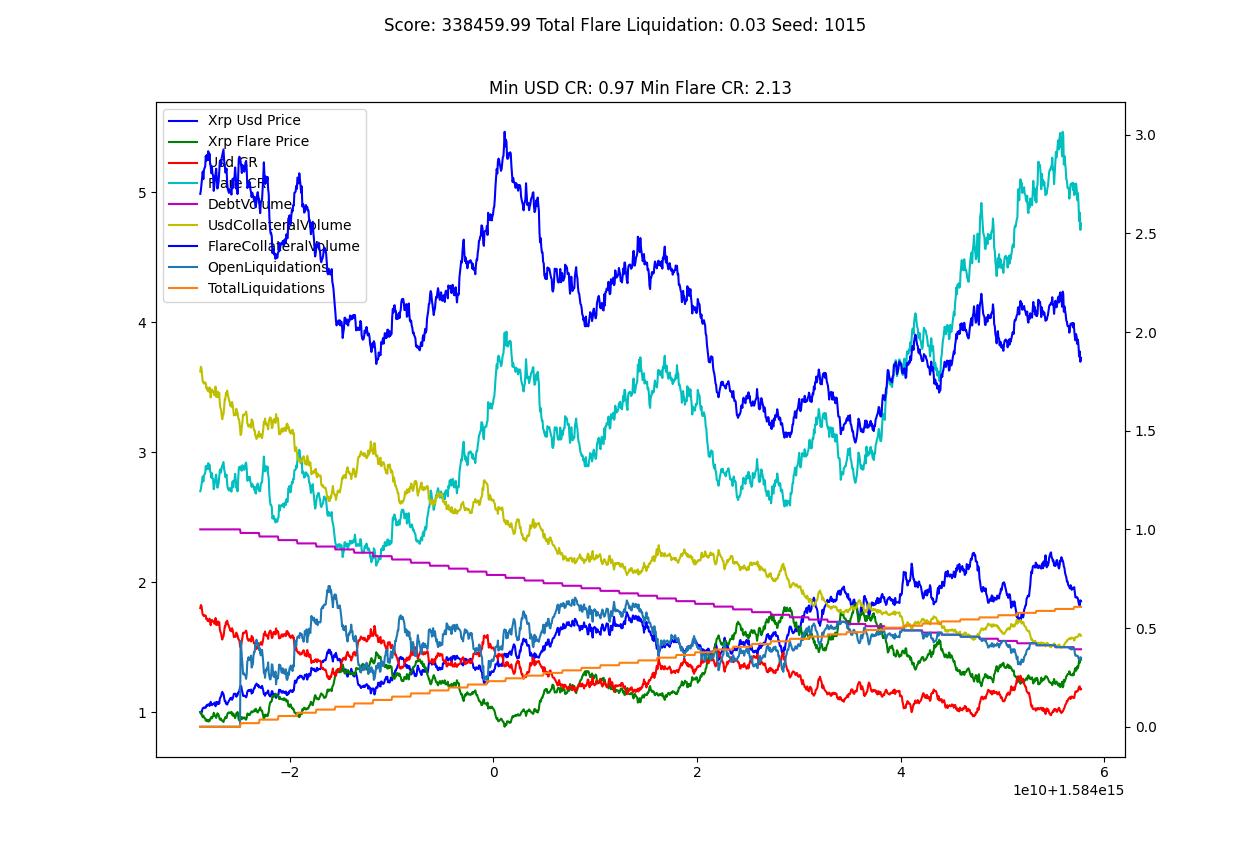 Score: 338459.99 Total Flare Liquidation: 0.03 Seed: 1015
Min USD CR: 0.97 Min Flare CR: 2.13
Xrp Usd Price
Xrp Flare Price
Usd CR
Flare CR
DebtVolume
UsdCollateralVolume
FlareCollateralVolume
OpenLiquidations
TotalLiquidations
5
4
3
2
1
3.0
2.5
2.0
1.5
1.0
0.5
0.0
−2 0 2 4 6
1e10+1.584e15